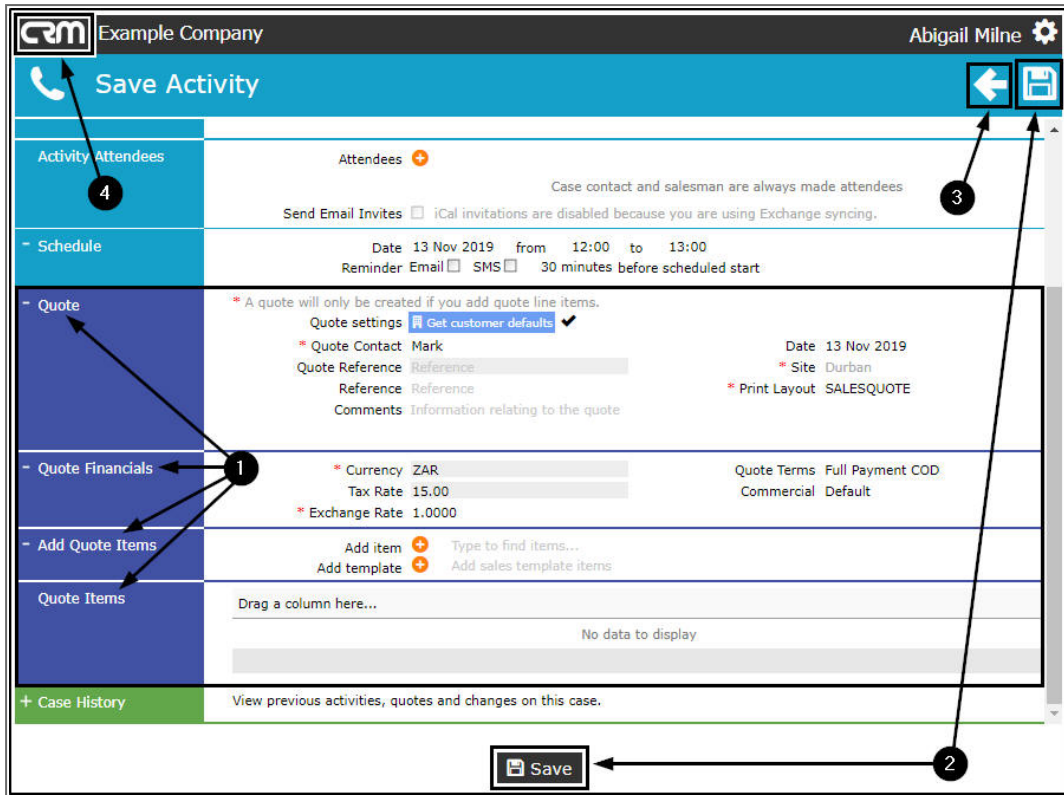 CRM Example Company Abigail Milne
Save Activity
Activity Attendees Attendees
Case contact and salesman are always made attendees
4 3
Send Email Invites iCal invitations are disabled because you are using Exchange syncing.
- Schedule Date 13 Nov 2019 from 12:00 to 13:00
Reminder Email SMS 30 minutes before scheduled start
- Quote * A quote will only be created if you add quote line items.
Quote settings Get customer defaults
* Quote Contact Mark Date 13 Nov 2019
Quote Reference Reference * Site Durban
Reference Reference * Print Layout SALESQUOTE
Comments Information relating to the quote
- Quote Financials 1 * Currency ZAR Quote Terms Full Payment COD
Tax Rate 15.00 Commercial Default
* Exchange Rate 1.0000
- Add Quote Items Add item Type to find items...
Add template Add sales template items
Quote Items Drag a column here...
No data to display
+ Case History View previous activities, quotes and changes on this case.
Save 2